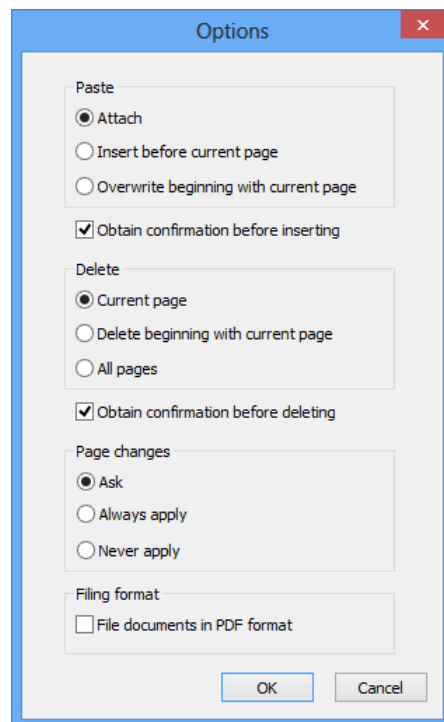 Options
Paste
Attach
Insert before current page
Overwrite beginning with current page
Obtain confirmation before inserting
Delete
Current page
Delete beginning with current page
All pages
Obtain confirmation before deleting
Page changes
Ask
Always apply
Never apply
Filing format
File documents in PDF format
OK Cancel